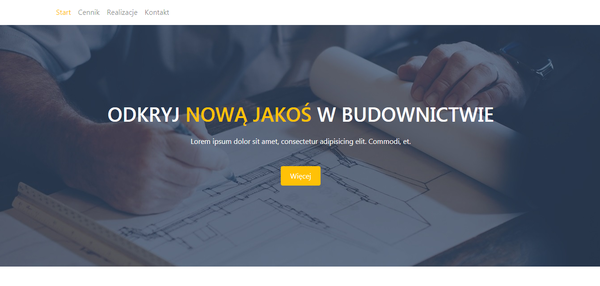 Start Cennik Realizacje Kontakt
ODKRYJ NOWĄ JAKOŚ W BUDOWNICTWIE
Lorem ipsum dolor sit amet, consectetur adipisicing elit. Commodi, et.
Więcej